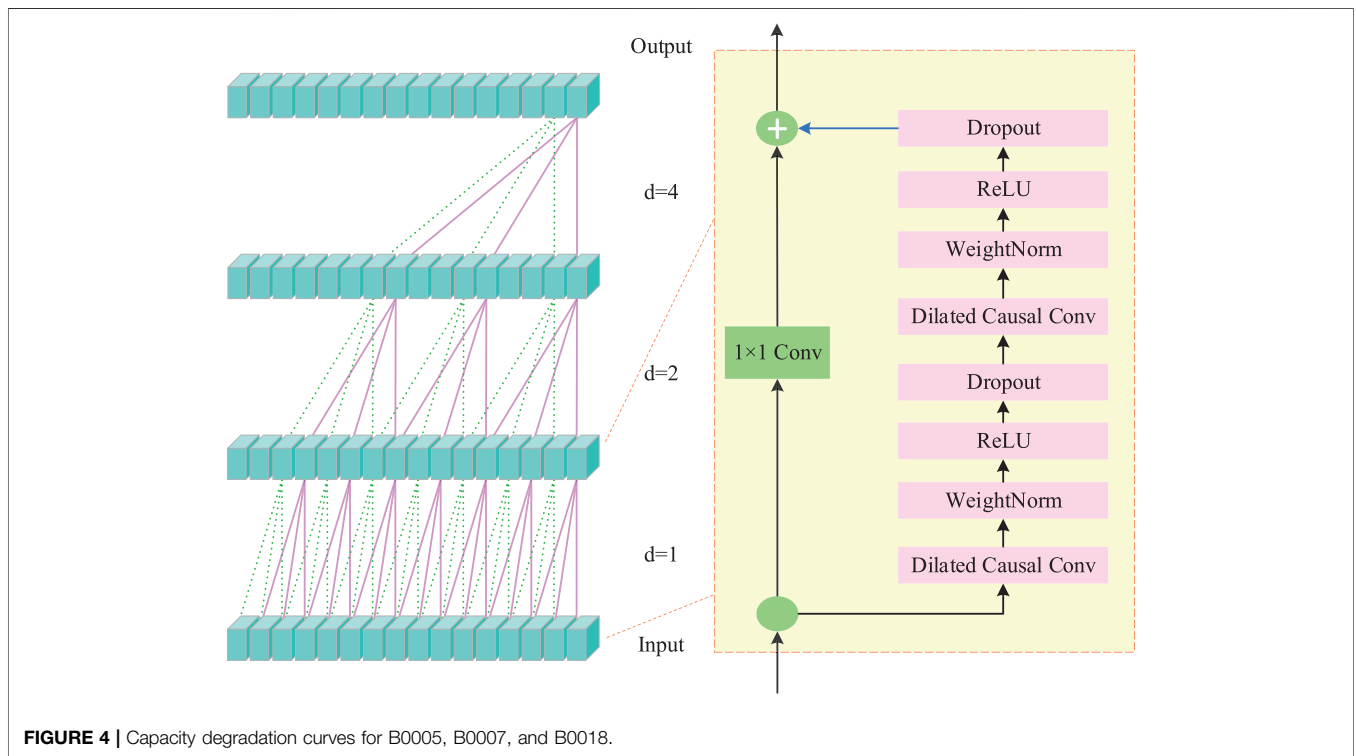 Output
d=4
d=2
d=1
Input
+
1×1 Conv
Dropout
ReLU
WeightNorm
Dilated Causal Conv
Dropout
ReLU
WeightNorm
Dilated Causal Conv
FIGURE 4 | Capacity degradation curves for B0005, B0007, and B0018.